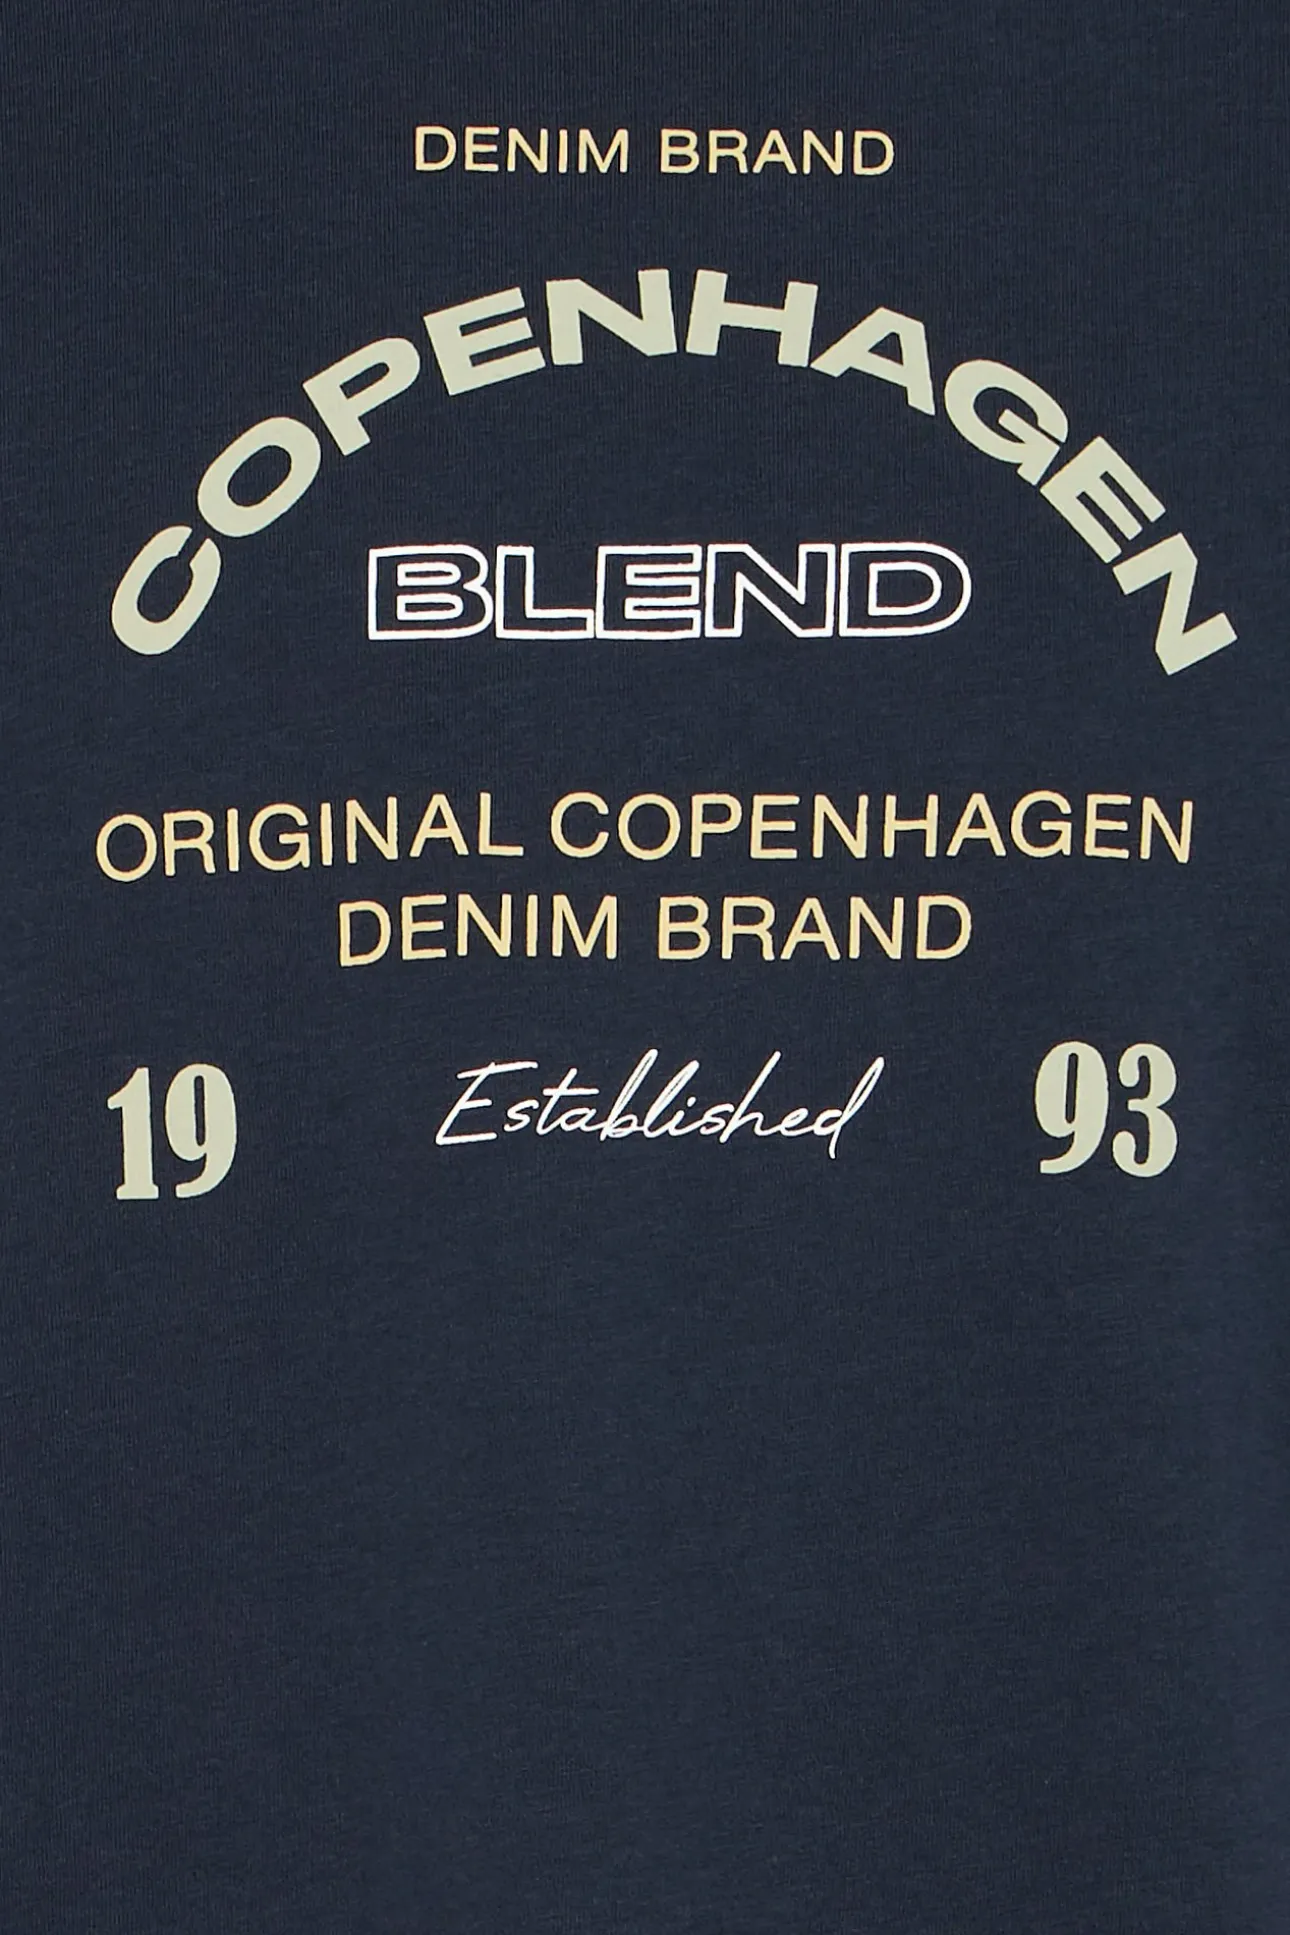 DENIM BRAND
COPENHAGEN
BLEND
ORIGINAL COPENHAGEN
DENIM BRAND
19 Established 93